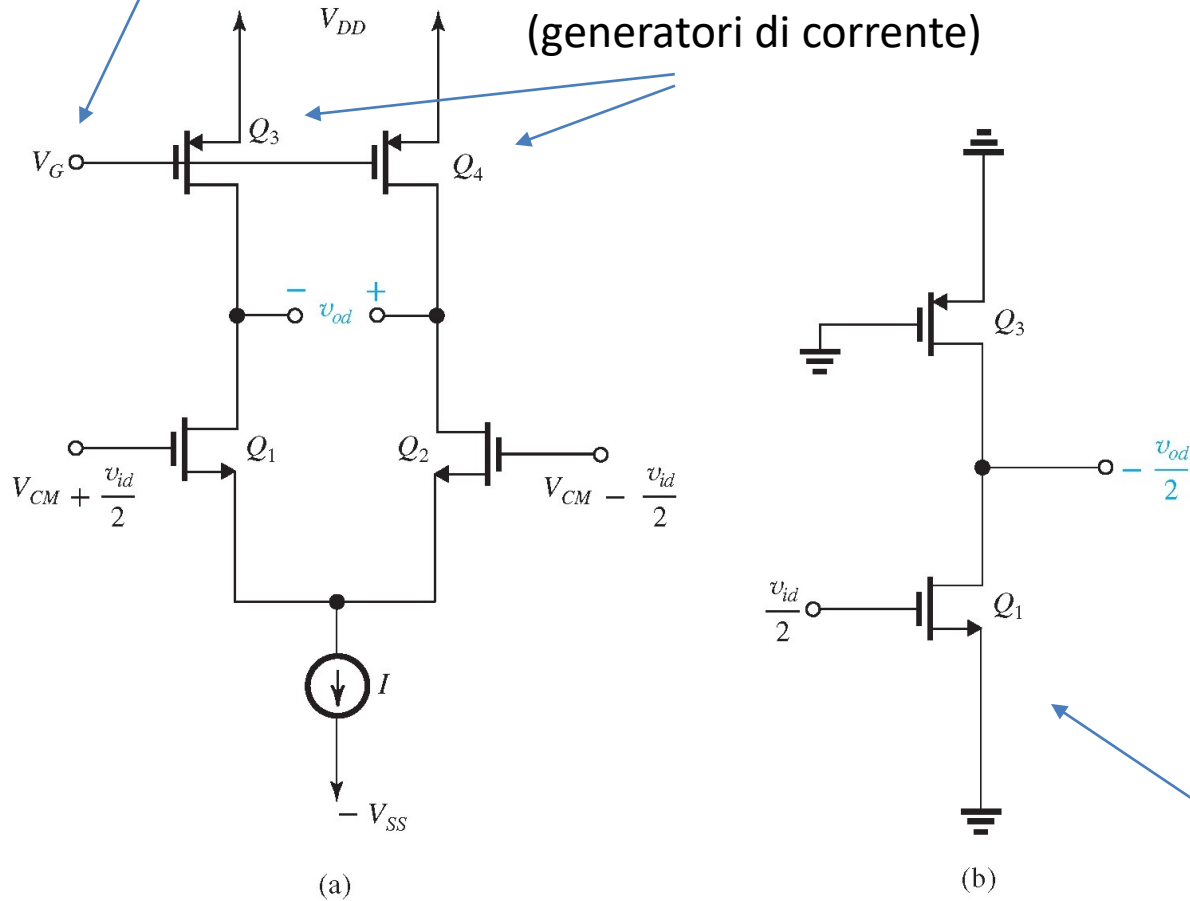 V_DD
(generatori di corrente)
Q_3
V_G
Q_4
− v_od +
Q_3
Q_1
Q_2
V_CM + v_id/2
V_CM − v_id/2
− v_od/2
v_id/2
Q_1
I
− V_SS
(a)
(b)